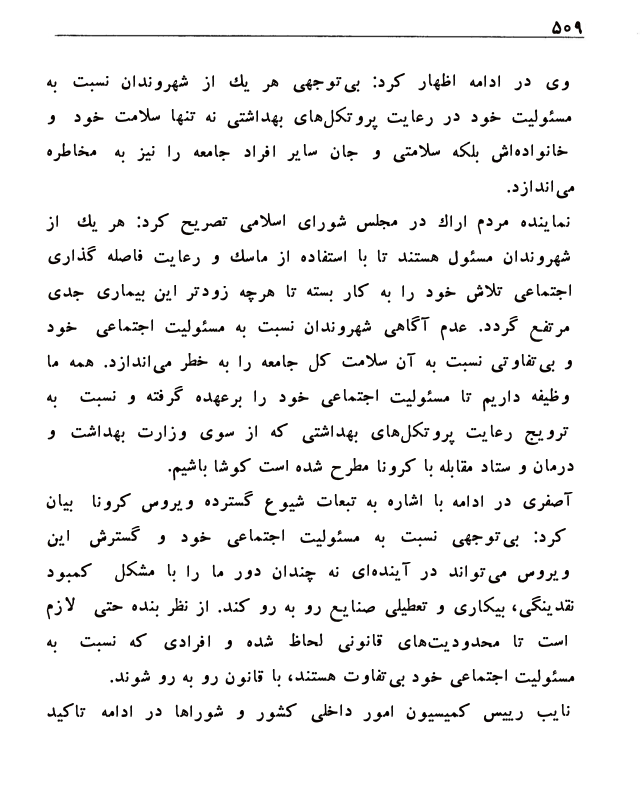 ۵۰۹
وی در ادامه اظهار کرد: بی‌توجهی هر یك از شهروندان نسبت به
مسئولیت خود در رعایت پروتکل‌های بهداشتی نه تنها سلامت خود و
خانواده‌اش بلکه سلامتی و جان سایر افراد جامعه را نیز به مخاطره
می‌اندازد.
نماینده مردم اراك در مجلس شورای اسلامی تصریح کرد: هر یك از
شهروندان مسئول هستند تا با استفاده از ماسك و رعایت فاصله گذاری
اجتماعی تلاش خود را به کار بسته تا هرچه زودتر این بیماری جدی
مرتفع گردد. عدم آگاهی شهروندان نسبت به مسئولیت اجتماعی خود
و بی‌تفاوتی نسبت به آن سلامت کل جامعه را به خطر می‌اندازد. همه ما
وظیفه داریم تا مسئولیت اجتماعی خود را برعهده گرفته و نسبت به
ترویج رعایت پروتکل‌های بهداشتی که از سوی وزارت بهداشت و
درمان و ستاد مقابله با کرونا مطرح شده است کوشا باشیم.
آصفری در ادامه با اشاره به تبعات شیوع گسترده ویروس کرونا بیان
کرد: بی‌توجهی نسبت به مسئولیت اجتماعی خود و گسترش این
ویروس می‌تواند در آینده‌ای نه چندان دور ما را با مشکل کمبود
نقدینگی، بیکاری و تعطیلی صنایع رو به رو کند. از نظر بنده حتی لازم
است تا محدودیت‌های قانونی لحاظ شده و افرادی که نسبت به
مسئولیت اجتماعی خود بی‌تفاوت هستند، با قانون رو به رو شوند.
نایب رییس کمیسیون امور داخلی کشور و شوراها در ادامه تاکید